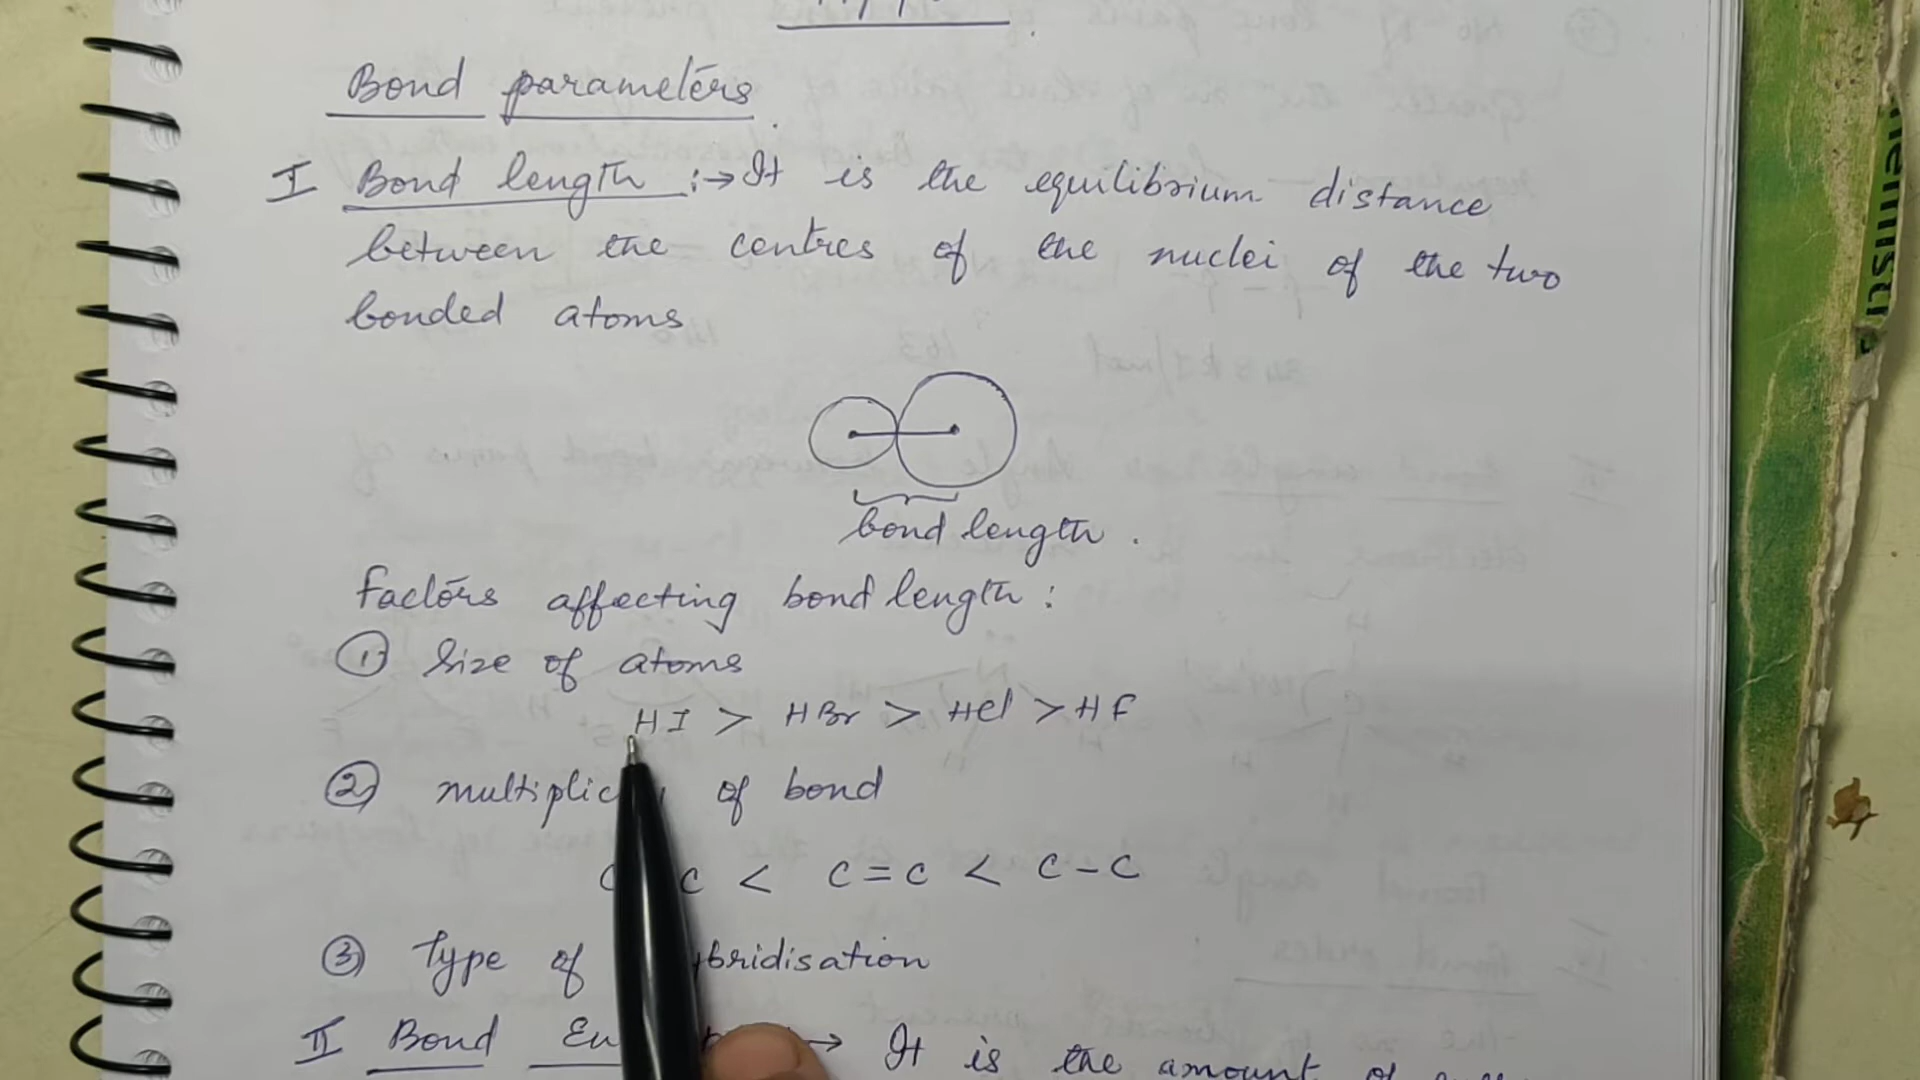 Bond parameters.
I Bond length :→ It is the equilibrium distance
between the centres of the nuclei of the two
bonded atoms
bond length.
Factors affecting bond length :
① Size of atoms
HI > HBr > HCl > HF
② of bond
C < C = C < C - C
③ Type of
II Bond → It is the amount of